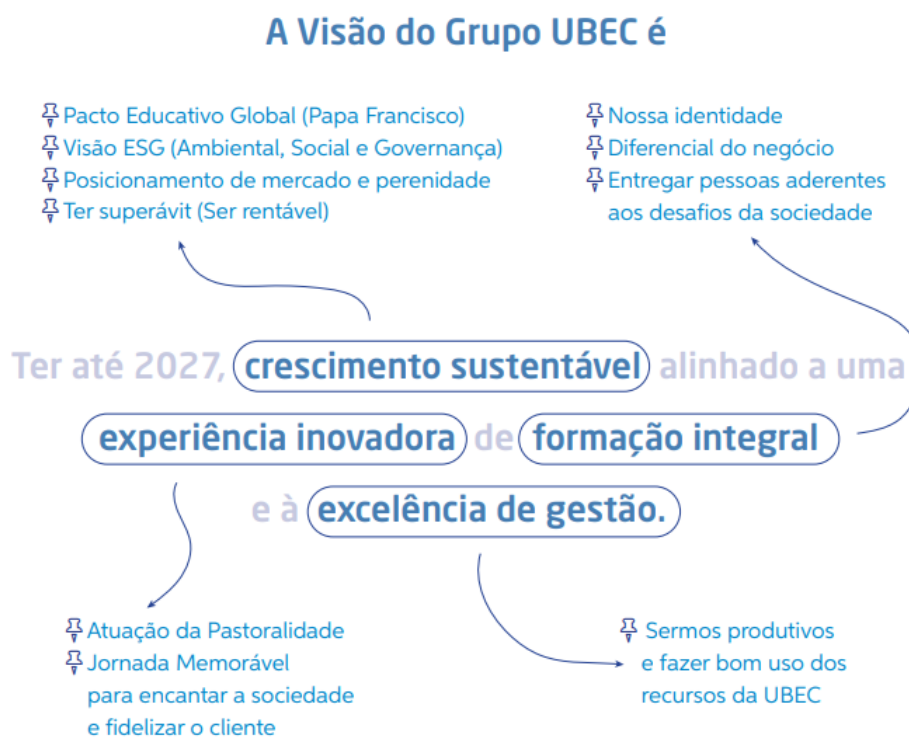 A Visão do Grupo UBEC é
Pacto Educativo Global (Papa Francisco)
Visão ESG (Ambiental, Social e Governança)
Posicionamento de mercado e perenidade
Ter superávit (Ser rentável)
Nossa identidade
Diferencial do negócio
Entregar pessoas aderentes
aos desafios da sociedade
Ter até 2027, crescimento sustentável alinhado a uma
experiência inovadora de formação integral
e à excelência de gestão.
Atuação da Pastoralidade
Jornada Memorável
para encantar a sociedade
e fidelizar o cliente
Sermos produtivos
e fazer bom uso dos
recursos da UBEC